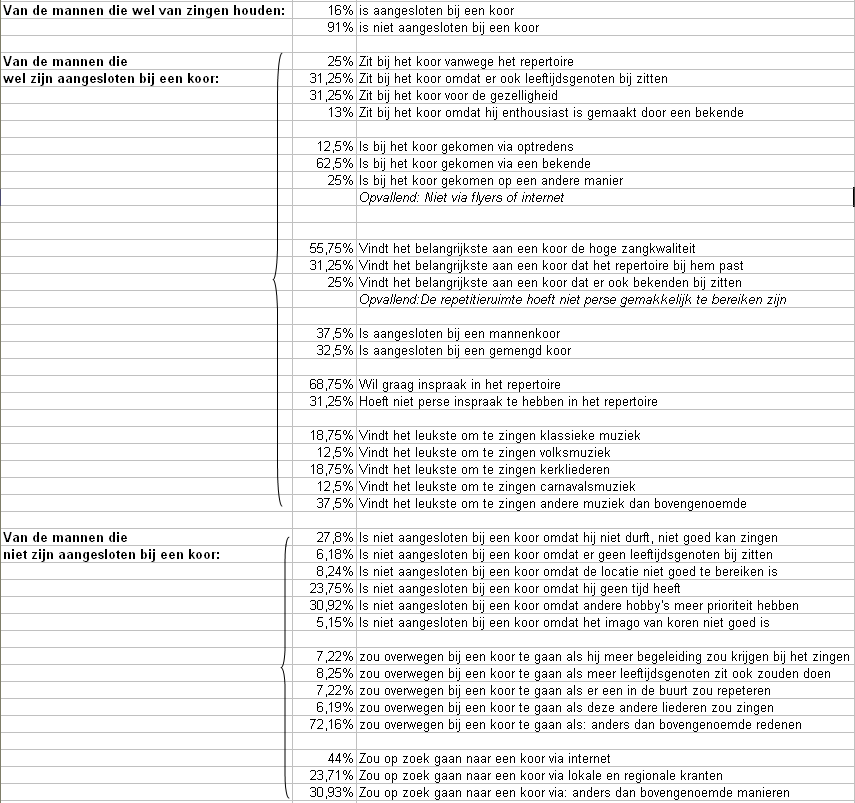 Van de mannen die wel van zingen houden: 16% is aangesloten bij een koor
91% is niet aangesloten bij een koor
Van de mannen die 25% Zit bij het koor vanwege het repertoire
wel zijn aangesloten bij een koor: 31,25% Zit bij het koor omdat er ook leeftijdsgenoten bij zitten
31,25% Zit bij het koor voor de gezelligheid
13% Zit bij het koor omdat hij enthousiast is gemaakt door een bekende
12,5% Is bij het koor gekomen via optredens
62,5% Is bij het koor gekomen via een bekende
25% Is bij het koor gekomen op een andere manier
Opvallend: Niet via flyers of internet
55,75% Vindt het belangrijkste aan een koor de hoge zangkwaliteit
31,25% Vindt het belangrijkste aan een koor dat het repertoire bij hem past
25% Vindt het belangrijkste aan een koor dat er ook bekenden bij zitten
Opvallend:De repetitieruimte hoeft niet perse gemakkelijk te bereiken zijn
37,5% Is aangesloten bij een mannenkoor
32,5% Is aangesloten bij een gemengd koor
68,75% Wil graag inspraak in het repertoire
31,25% Hoeft niet perse inspraak te hebben in het repertoire
18,75% Vindt het leukste om te zingen klassieke muziek
12,5% Vindt het leukste om te zingen volksmuziek
18,75% Vindt het leukste om te zingen kerkliederen
12,5% Vindt het leukste om te zingen carnavalsmuziek
37,5% Vindt het leukste om te zingen andere muziek dan bovengenoemde
Van de mannen die 27,8% Is niet aangesloten bij een koor omdat hij niet durft, niet goed kan zingen
niet zijn aangesloten bij een koor: 6,18% Is niet aangesloten bij een koor omdat er geen leeftijdsgenoten bij zitten
8,24% Is niet aangesloten bij een koor omdat de locatie niet goed te bereiken is
23,75% Is niet aangesloten bij een koor omdat hij geen tijd heeft
30,92% Is niet aangesloten bij een koor omdat andere hobby's meer prioriteit hebben
5,15% Is niet aangesloten bij een koor omdat het imago van koren niet goed is
7,22% zou overwegen bij een koor te gaan als hij meer begeleiding zou krijgen bij het zingen
8,25% zou overwegen bij een koor te gaan als meer leeftijdsgenoten zit ook zouden doen
7,22% zou overwegen bij een koor te gaan als er een in de buurt zou repeteren
6,19% zou overwegen bij een koor te gaan als deze andere liederen zou zingen
72,16% zou overwegen bij een koor te gaan als: anders dan bovengenoemde redenen
44% Zou op zoek gaan naar een koor via internet
23,71% Zou op zoek gaan naar een koor via lokale en regionale kranten
30,93% Zou op zoek gaan naar een koor via: anders dan bovengenoemde manieren